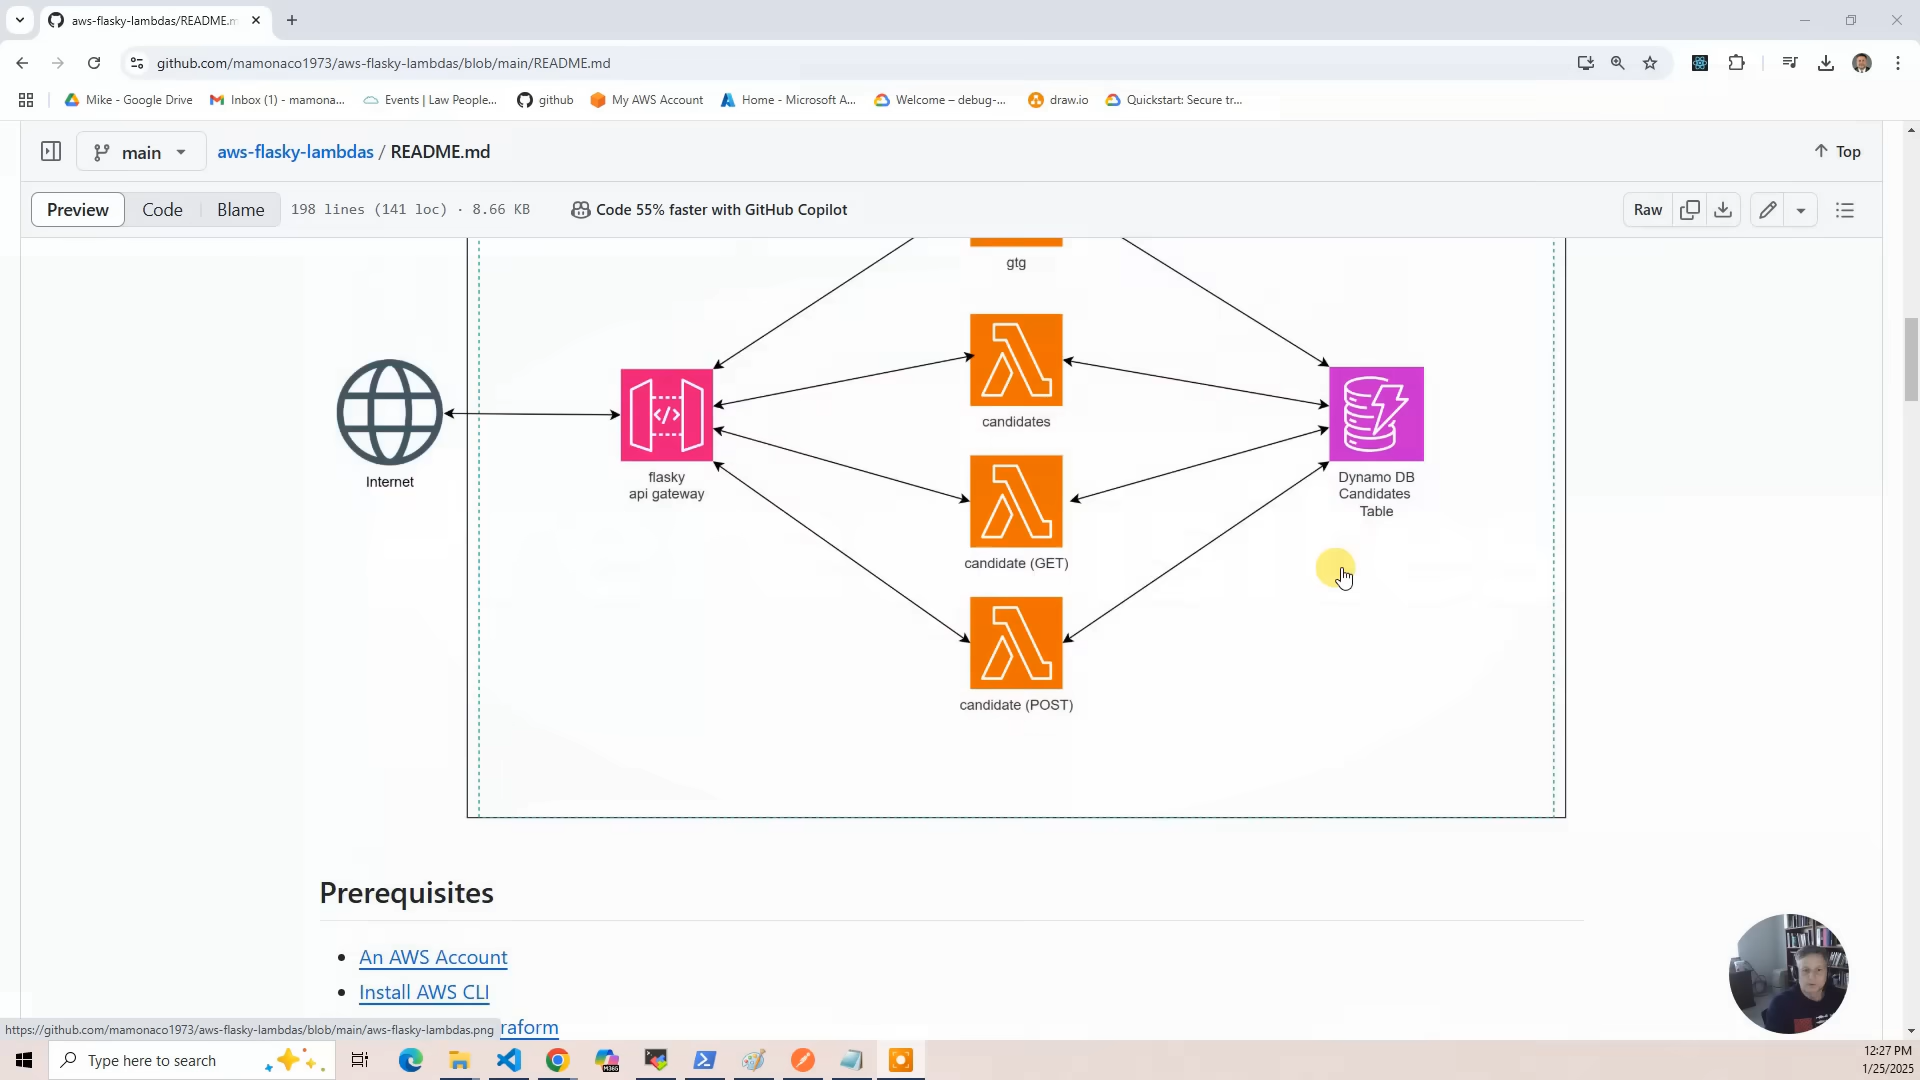 aws-flasky-lambdas/README.m
github.com/mamonaco1973/aws-flasky-lambdas/blob/main/README.md
Mike - Google Drive
Inbox (1) - mamona...
Events | Law People...
github
My AWS Account
Home - Microsoft A...
Welcome – debug-...
draw.io
Quickstart: Secure tr...
main
aws-flasky-lambdas / README.md
Top
Preview
Code
Blame
198 lines (141 loc) · 8.66 KB
Code 55% faster with GitHub Copilot
Raw
gtg
candidates
Internet
flasky
api gateway
Dynamo DB
Candidates
Table
candidate (GET)
candidate (POST)
Prerequisites
An AWS Account
Install AWS CLI
raform
https://github.com/mamonaco1973/aws-flasky-lambdas/blob/main/aws-flasky-lambdas.png
Type here to search
M365
12:27 PM
1/25/2025